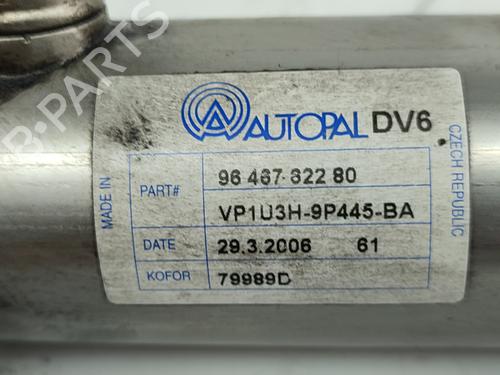 AUTOPAL DV6
MADE IN
CZECH REPUBLIC
PART# 96 467 622 80
VP1U3H-9P445-BA
DATE 29.3.2006 61
KOFOR 79989D
B-PARTS